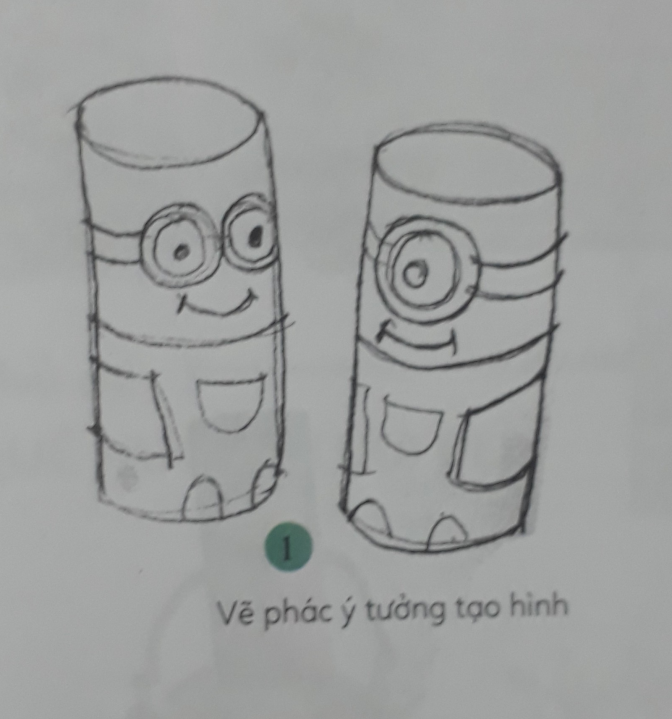 1
Vẽ phác ý tưởng tạo hình